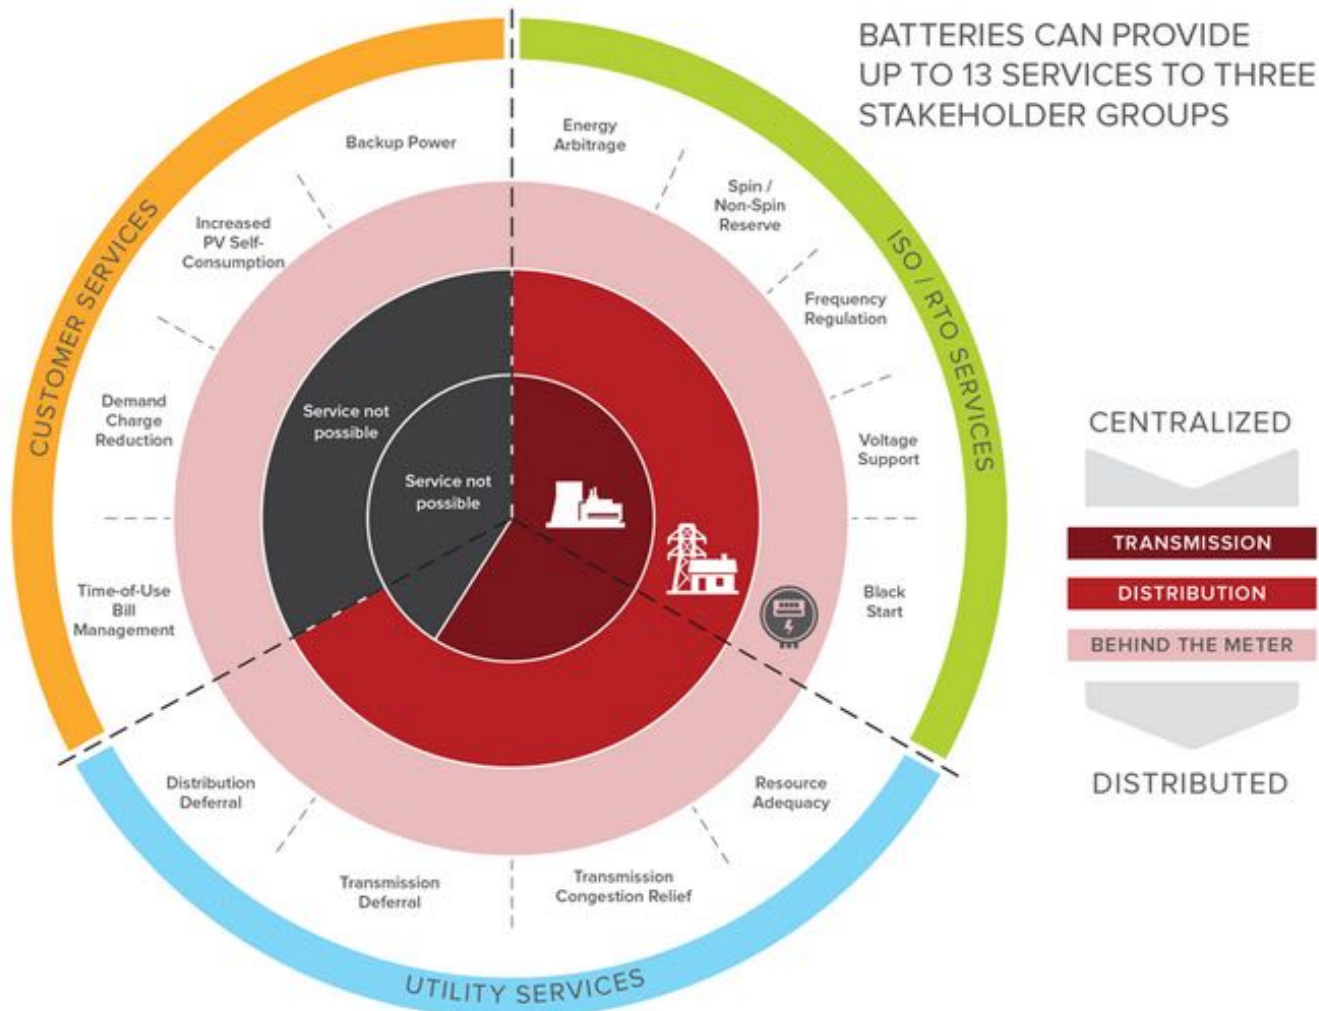 BATTERIES CAN PROVIDE
UP TO 13 SERVICES TO THREE
STAKEHOLDER GROUPS
CUSTOMER SERVICES
Backup Power
Increased
PV Self-
Consumption
Demand
Charge
Reduction
Time-of-Use
Bill
Management
ISO / RTO SERVICES
Energy
Arbitrage
Spin /
Non-Spin
Reserve
Frequency
Regulation
Voltage
Support
Black
Start
UTILITY SERVICES
Resource
Adequacy
Transmission
Congestion Relief
Transmission
Deferral
Distribution
Deferral
Service not
possible
Service not
possible
CENTRALIZED
TRANSMISSION
DISTRIBUTION
BEHIND THE METER
DISTRIBUTED